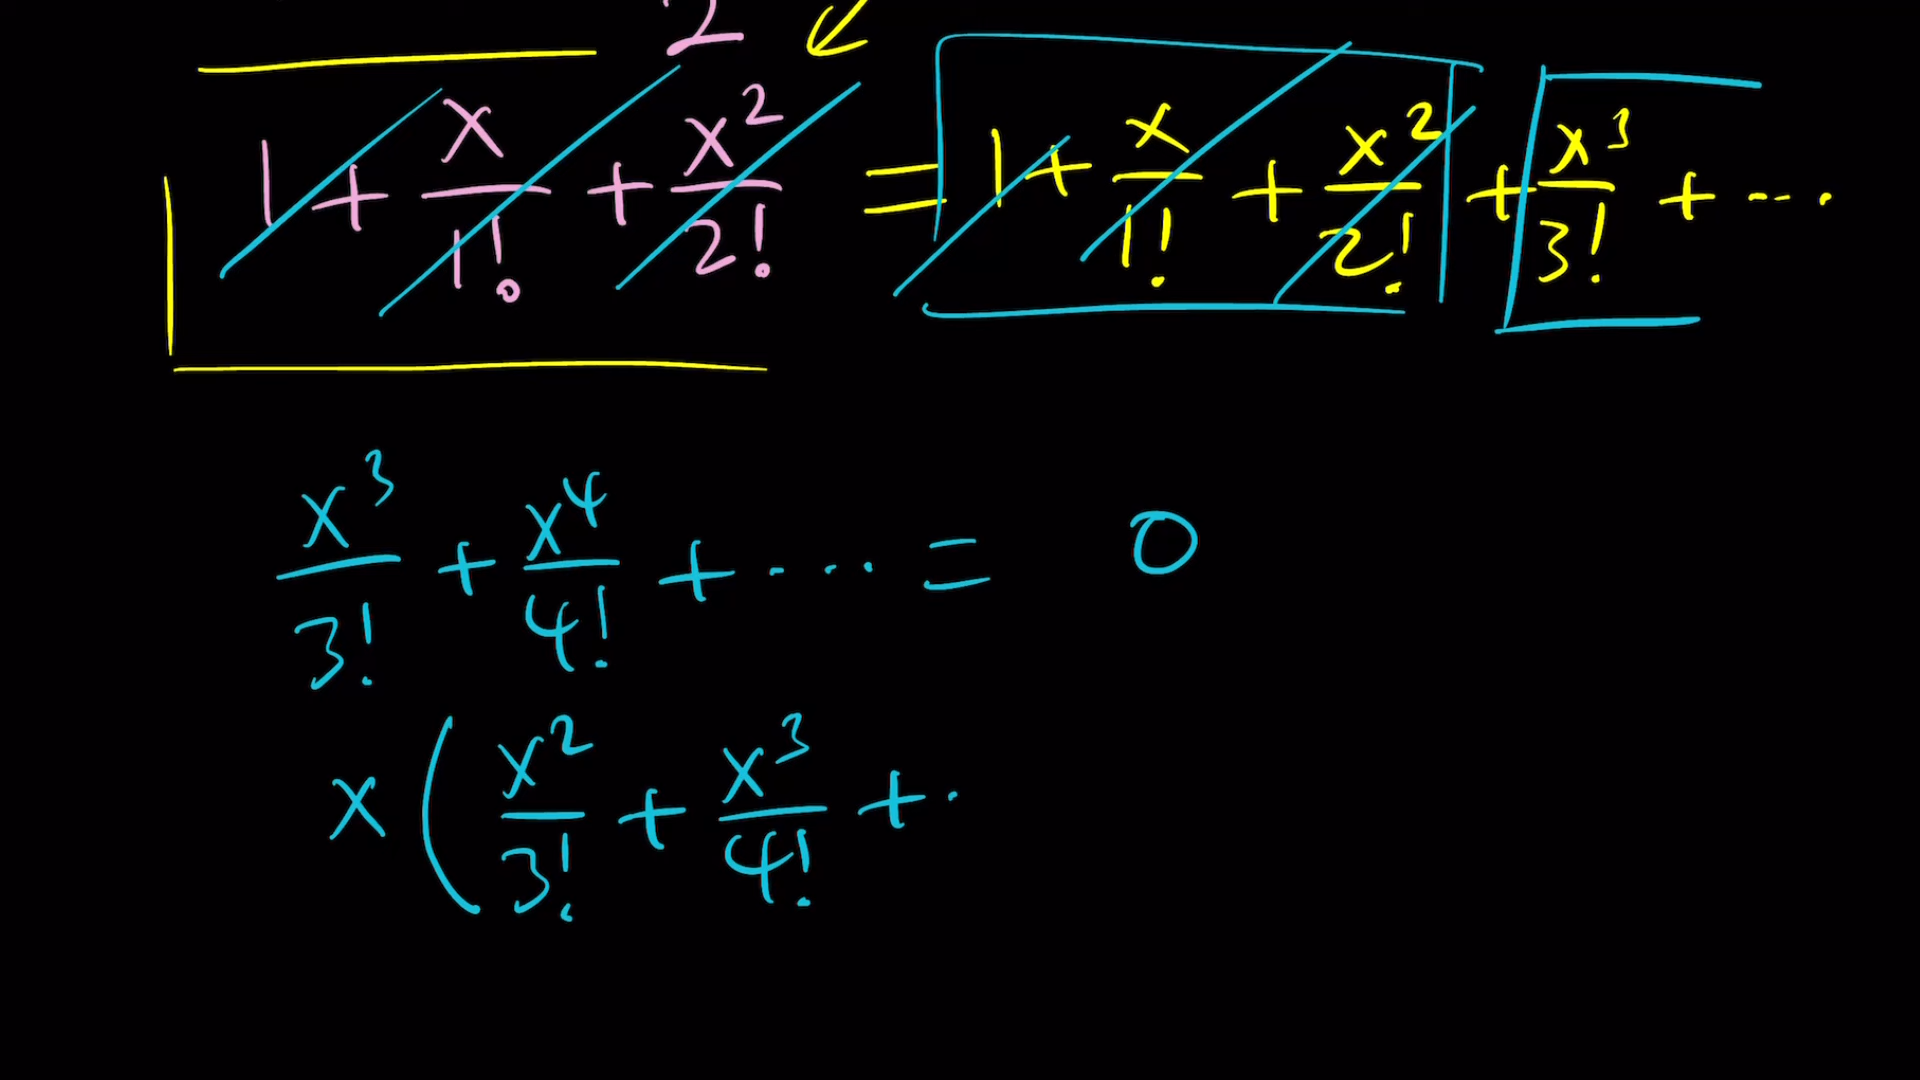 2
1 + x/1! + x²/2! = 1 + x/1! + x²/2! + x³/3! + ...
x³/3! + x⁴/4! + ... = 0
x ( x²/3! + x³/4! + .